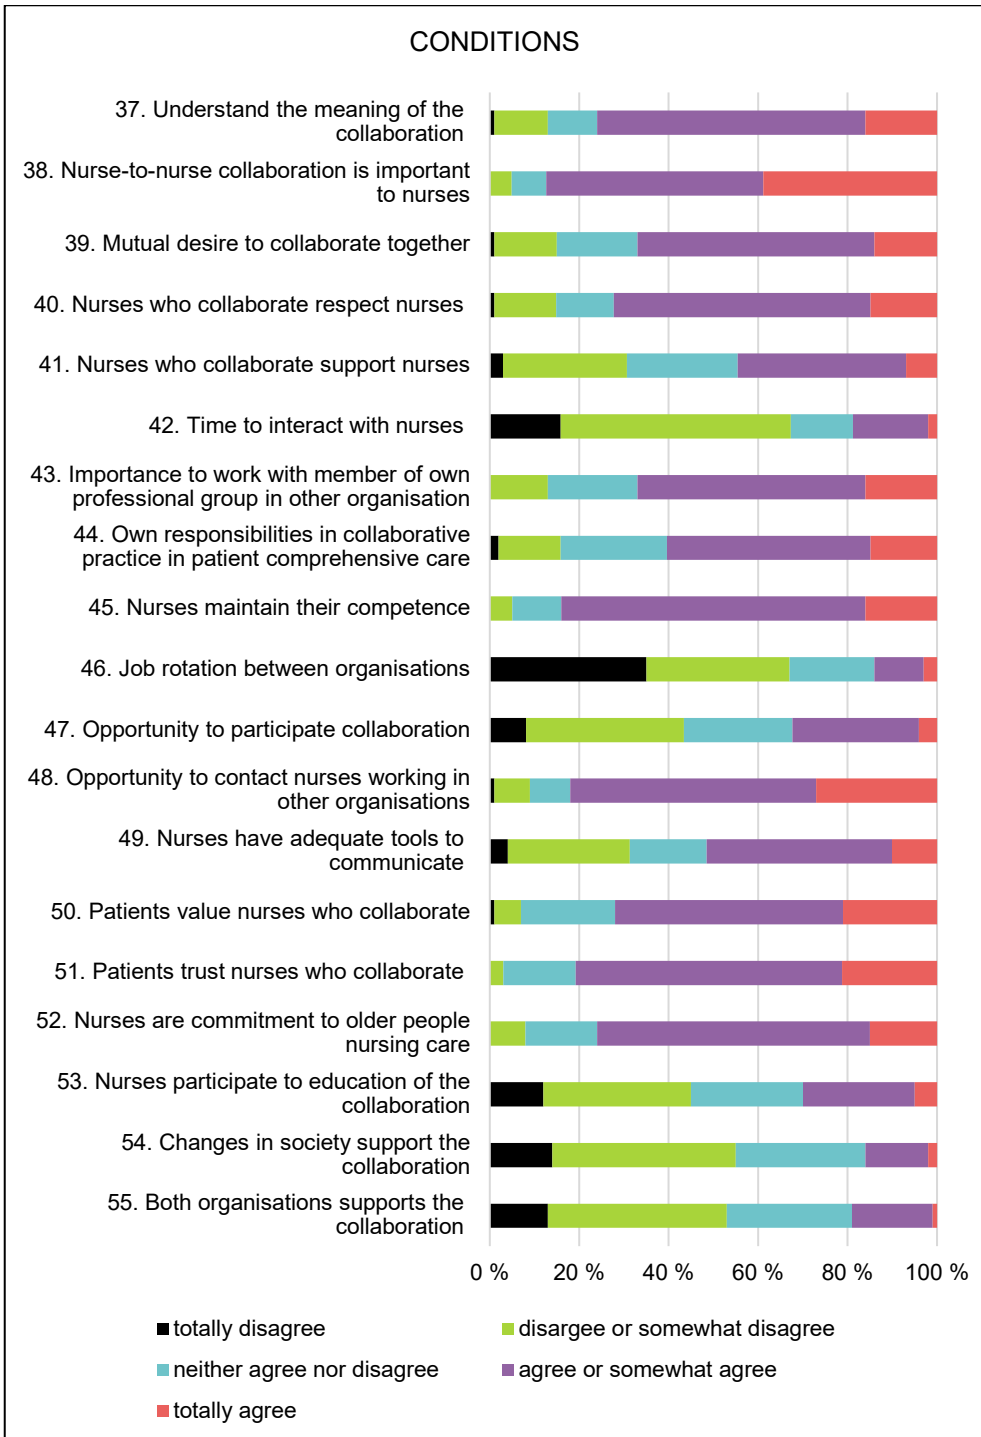 CONDITIONS
37. Understand the meaning of the
collaboration
38. Nurse-to-nurse collaboration is important
to nurses
39. Mutual desire to collaborate together
40. Nurses who collaborate respect nurses
41. Nurses who collaborate support nurses
42. Time to interact with nurses
43. Importance to work with member of own
professional group in other organisation
44. Own responsibilities in collaborative
practice in patient comprehensive care
45. Nurses maintain their competence
46. Job rotation between organisations
47. Opportunity to participate collaboration
48. Opportunity to contact nurses working in
other organisations
49. Nurses have adequate tools to
communicate
50. Patients value nurses who collaborate
51. Patients trust nurses who collaborate
52. Nurses are commitment to older people
nursing care
53. Nurses participate to education of the
collaboration
54. Changes in society support the
collaboration
55. Both organisations supports the
collaboration
0 % 20 % 40 % 60 % 80 % 100 %
totally disagree disargee or somewhat disagree
neither agree nor disagree agree or somewhat agree
totally agree